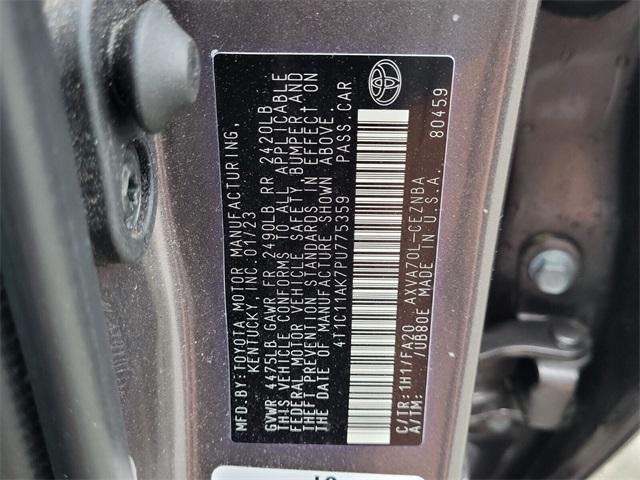 MFD.BY:TOYOTA MOTOR MANUFACTURING,
KENTUCKY, INC. 01/23
GVWR 4475LB GAWR FR 2490LB RR 2420LB
THIS VEHICLE CONFORMS TO ALL APPLICABLE
FEDERAL MOTOR VEHICLE SAFETY, BUMPER AND
THEFT PREVENTION STANDARDS IN EFFECT ON
THE DATE OF MANUFACTURE SHOWN ABOVE.
4T1C11AK7PU775359 PASS.CAR
C/TR:1H1/FA20 AXVA70L-CEZNBA
A/TM: /UB80E MADE IN U.S.A. 80459